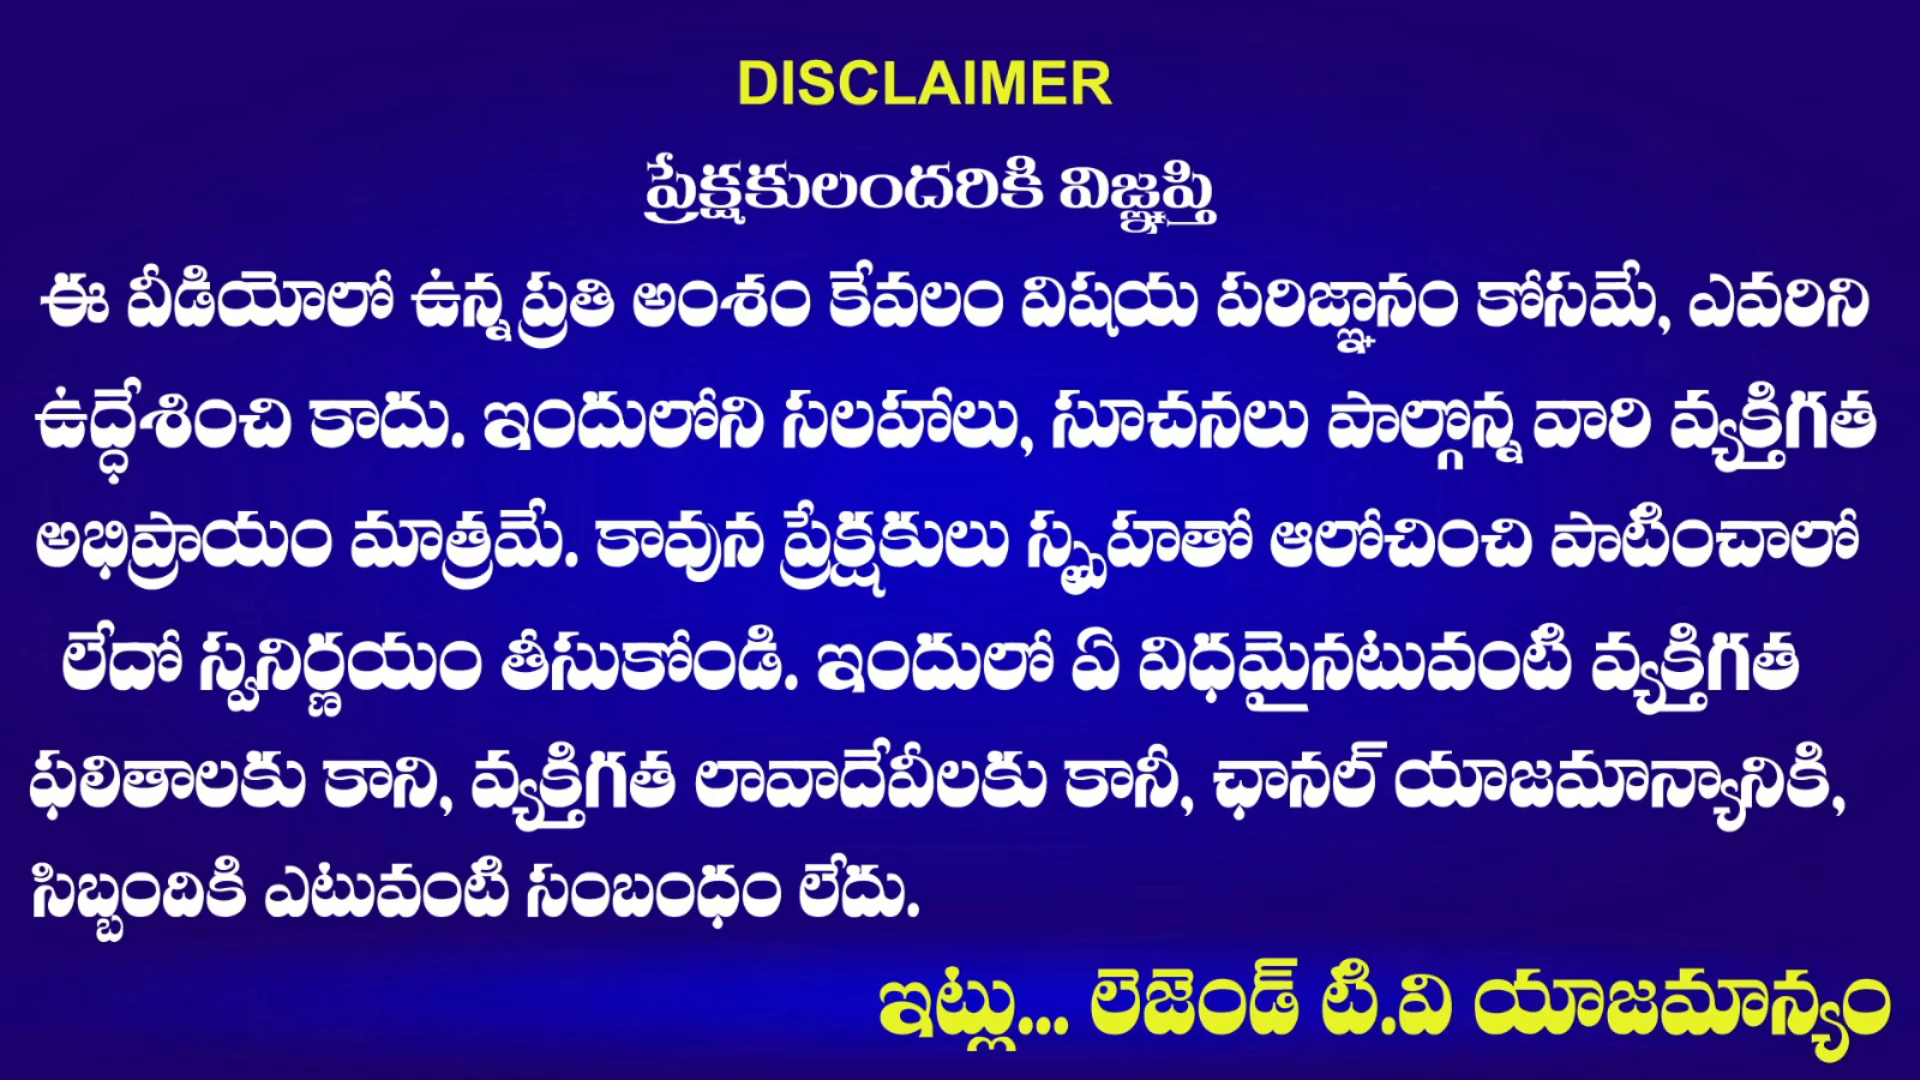 DISCLAIMER
ప్రేక్షకులందరికి విజ్ఞప్తి
ఈ వీడియోలో ఉన్న ప్రతి అంశం కేవలం విషయ పరిజ్ఞానం కోసమే, ఎవరిని
ఉద్ధేశించి కాదు. ఇందులోని సలహాలు, సూచనలు పాల్గొన్న వారి వ్యక్తిగత
అభిప్రాయం మాత్రమే. కావున ప్రేక్షకులు స్పృహతో ఆలోచించి పాటించాలో
లేదో స్వనిర్ణయం తీసుకోండి. ఇందులో ఏ విధమైనటువంటి వ్యక్తిగత
ఫలితాలకు కాని, వ్యక్తిగత లావాదేవీలకు కానీ, ఛానల్ యాజమాన్యానికి,
సిబ్బందికి ఎటువంటి సంబంధం లేదు.
ఇట్లు... లెజెండ్ టి.వి యాజమాన్యం